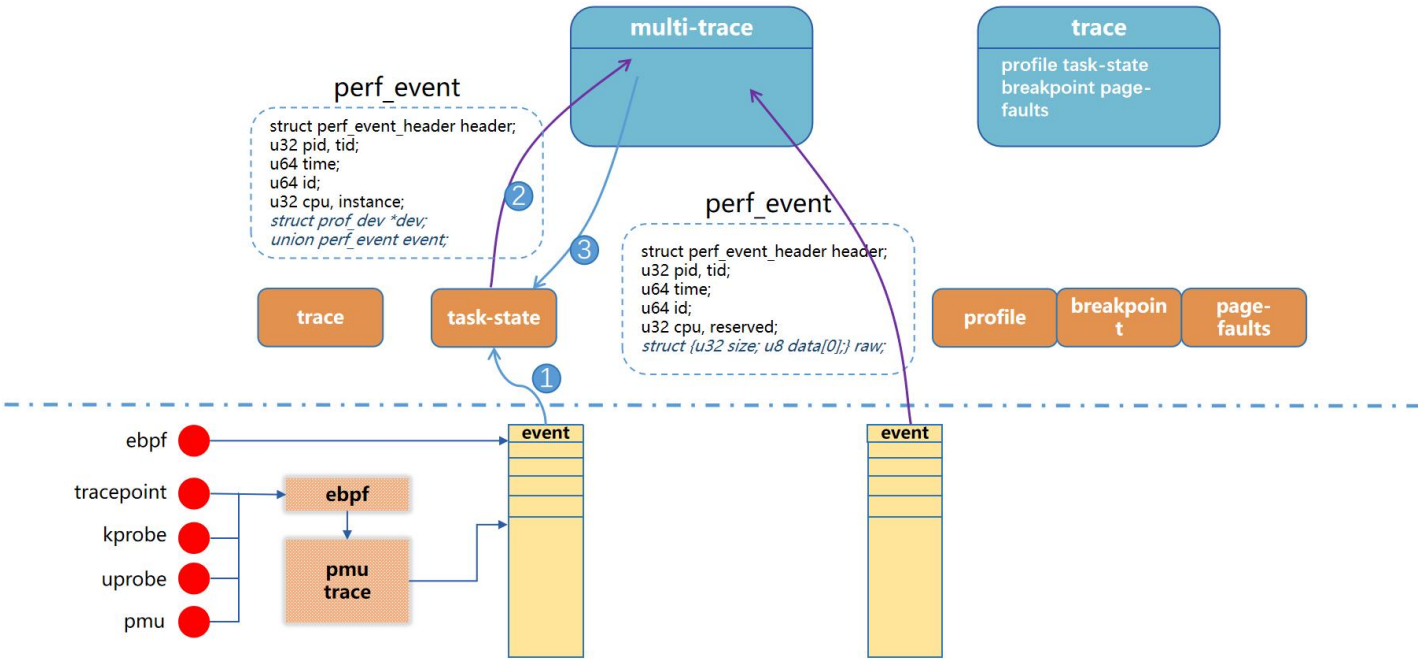 multi-trace
trace
profile task-state
breakpoint page-
faults
perf_event
struct perf_event_header header;
u32 pid, tid;
u64 time;
u64 id;
u32 cpu, instance;
struct prof_dev *dev;
union perf_event event;
2
3
perf_event
struct perf_event_header header;
u32 pid, tid;
u64 time;
u64 id;
u32 cpu, reserved;
struct {u32 size; u8 data[0];} raw;
trace
task-state
profile
breakpoin
t
page-
faults
1
event
event
ebpf
tracepoint
ebpf
kprobe
uprobe
pmu
trace
pmu